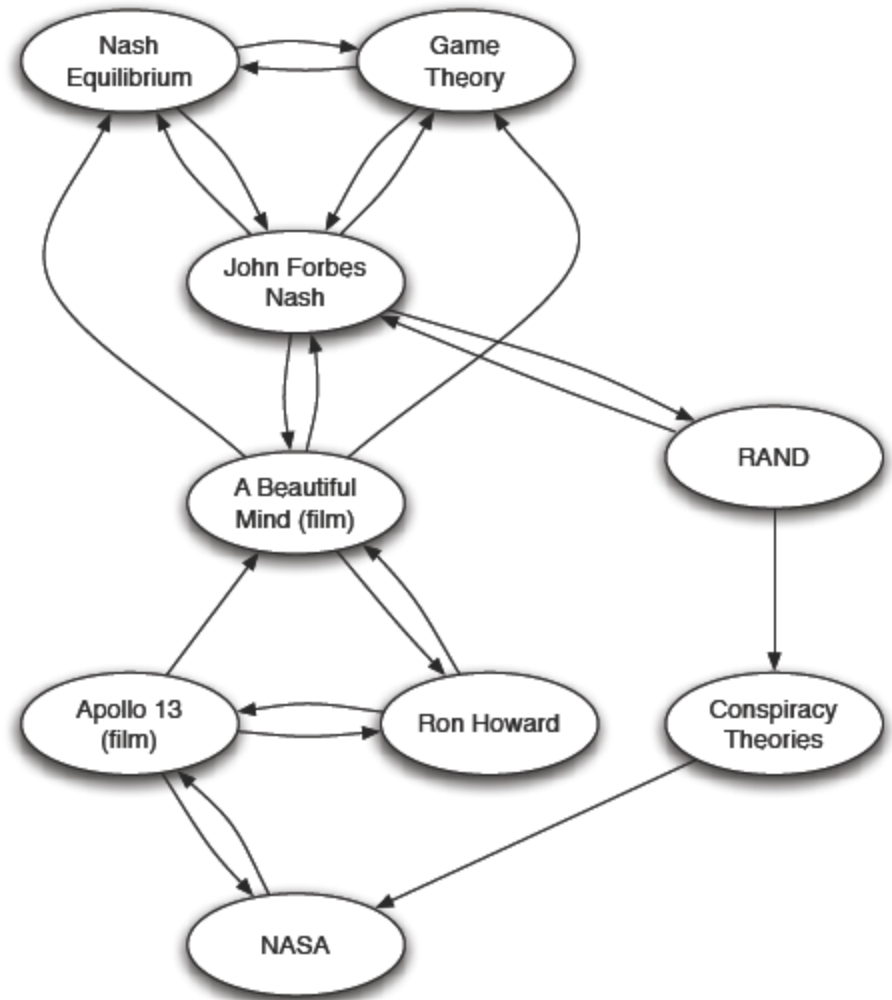 Nash
Equilibrium
Game
Theory
John Forbes
Nash
RAND
A Beautiful
Mind (film)
Apollo 13
(film)
Ron Howard
Conspiracy
Theories
NASA